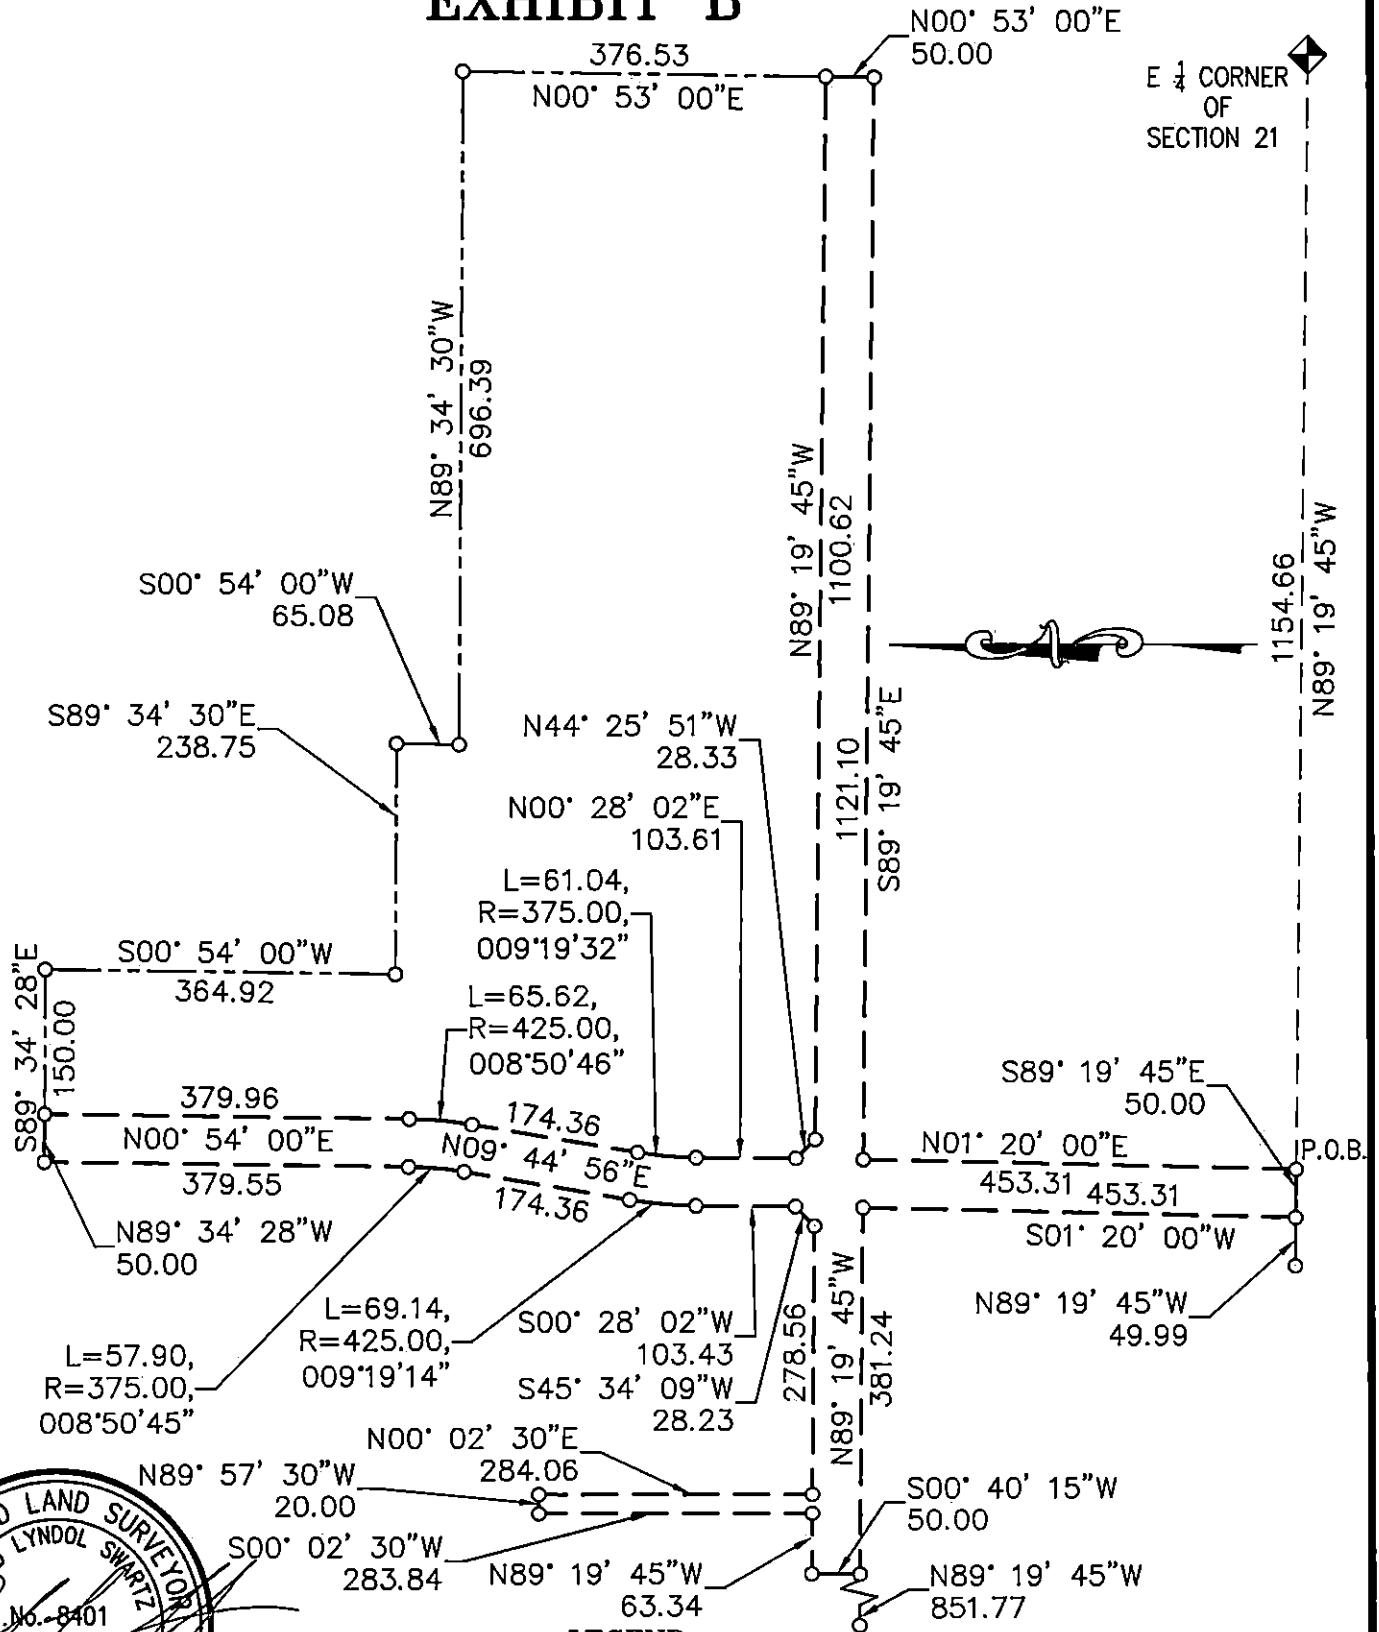 EXHIBIT "B"
N00° 53' 00"E
50.00
376.53
N00° 53' 00"E
E 1/4 CORNER
OF
SECTION 21
N89° 34' 30"W
696.39
N89° 19' 45"W
1100.62
1154.66
N89° 19' 45"W
S00° 54' 00"W
65.08
S89° 34' 30"E
238.75
N44° 25' 51"W
28.33
1121.10
S89° 19' 45"E
N00° 28' 02"E
103.61
L=61.04,
R=375.00,
009°19'32"
S00° 54' 00"W
364.92
L=65.62,
R=425.00,
008°50'46"
S89° 34' 28"E
150.00
S89° 19' 45"E
50.00
379.96
N00° 54' 00"E
379.55
174.36
N09° 44' 56"E
174.36
N01° 20' 00"E
453.31
453.31
S01° 20' 00"W
P.O.B.
N89° 34' 28"W
50.00
N89° 19' 45"W
49.99
L=69.14,
R=425.00,
009°19'14"
S00° 28' 02"W
103.43
278.56
N89° 19' 45"W
381.24
L=57.90,
R=375.00,
008°50'45"
S45° 34' 09"W
28.23
N00° 02' 30"E
284.06
N89° 57' 30"W
20.00
S00° 40' 15"W
50.00
S00° 02' 30"W
283.84
N89° 19' 45"W
63.34
N89° 19' 45"W
851.77
LAND SURVEYOR
LYNDOL SWARTZ
.No. 8401
LEGEND